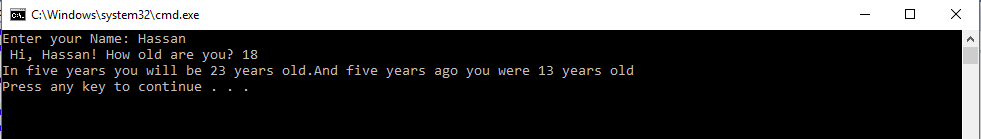 C:\Windows\system32\cmd.exe
Enter your Name: Hassan
 Hi, Hassan! How old are you? 18
In five years you will be 23 years old.And five years ago you were 13 years old
Press any key to continue . . .